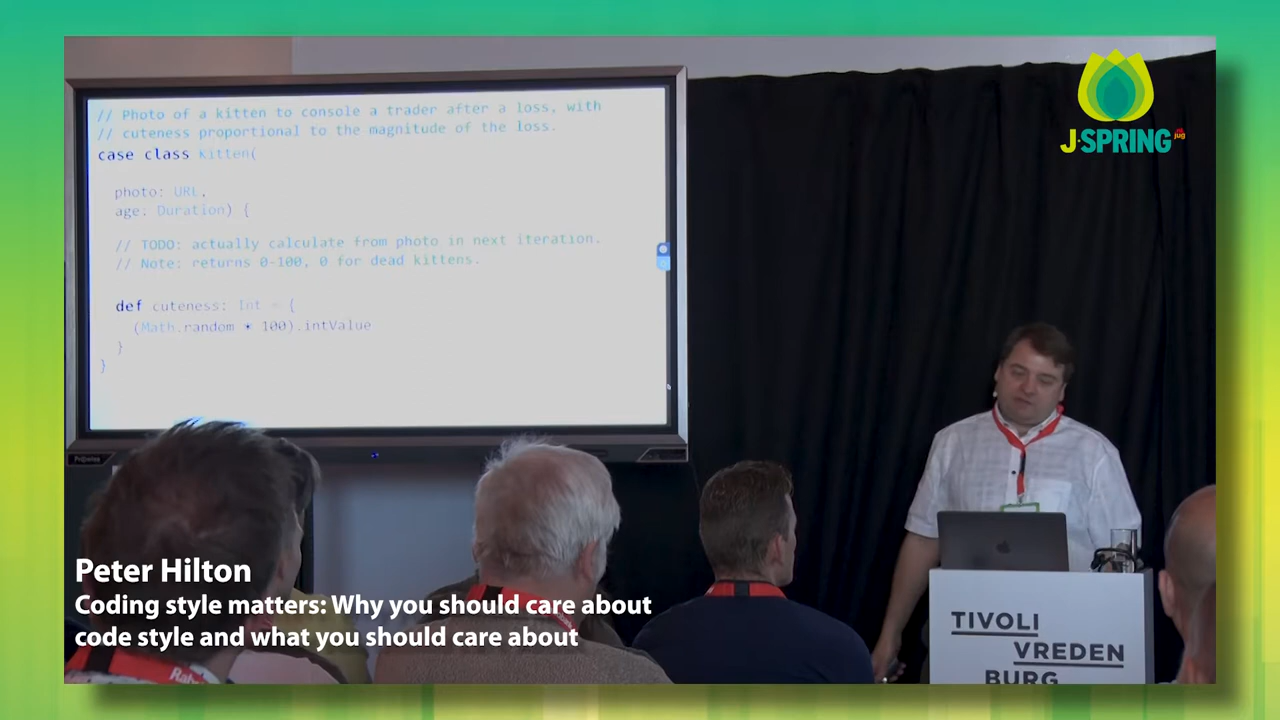 // Photo of a kitten to console a trader after a loss, with
// cuteness proportional to the magnitude of the loss.
case class kitten(
photo: URL,
age: Duration) {
// TODO: actually calculate from photo in next iteration.
// Note: returns 0-100, 0 for dead kittens.
def cuteness: Int = {
(Math.random * 100).intValue
}
}
J·SPRING
nl
jug
Peter Hilton
Coding style matters: Why you should care about
code style and what you should care about
TIVOLI
VREDEN
BURG